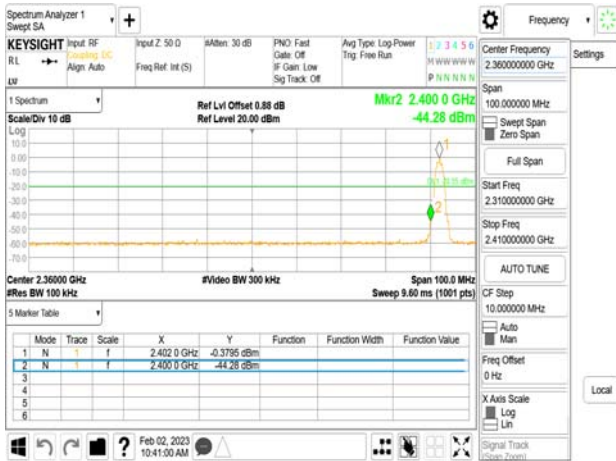 Spectrum Analyzer 1
Swept SA
Frequency
KEYSIGHT
Input: RF
Coupling: DC
Align: Auto
Input Z: 50 Ω
Freq Ref: Int (S)
#Atten: 30 dB
PNO: Fast
Gate: Off
IF Gain: Low
Sig Track: Off
Avg Type: Log-Power
Trig: Free Run
1 2 3 4 5 6
M W W W W W
P N N N N N
RL
LV
Center Frequency
2.360000000 GHz
Settings
1 Spectrum
Ref Lvl Offset 0.88 dB
Mkr2 2.400 0 GHz
Scale/Div 10 dB
Ref Level 20.00 dBm
-44.28 dBm
Span
100.000000 MHz
Swept Span
Zero Span
Full Span
Start Freq
2.310000000 GHz
Stop Freq
2.410000000 GHz
AUTO TUNE
CF Step
10.000000 MHz
Auto
Man
Freq Offset
0 Hz
X Axis Scale
Log
Lin
Local
Signal Track
(Span Zoom)
Log
10.0
0.00
-10.0
-20.0
-30.0
-40.0
-50.0
-60.0
-70.0
1
2
Center 2.36000 GHz
#Video BW 300 kHz
Span 100.0 MHz
#Res BW 100 kHz
Sweep 9.60 ms (1001 pts)
5 Marker Table
Mode Trace Scale X Y Function Function Width Function Value
1 N 1 f 2.402 0 GHz -0.3795 dBm
2 N 1 f 2.400 0 GHz -44.28 dBm
3
4
5
6
?
Feb 02, 2023
10:41:00 AM